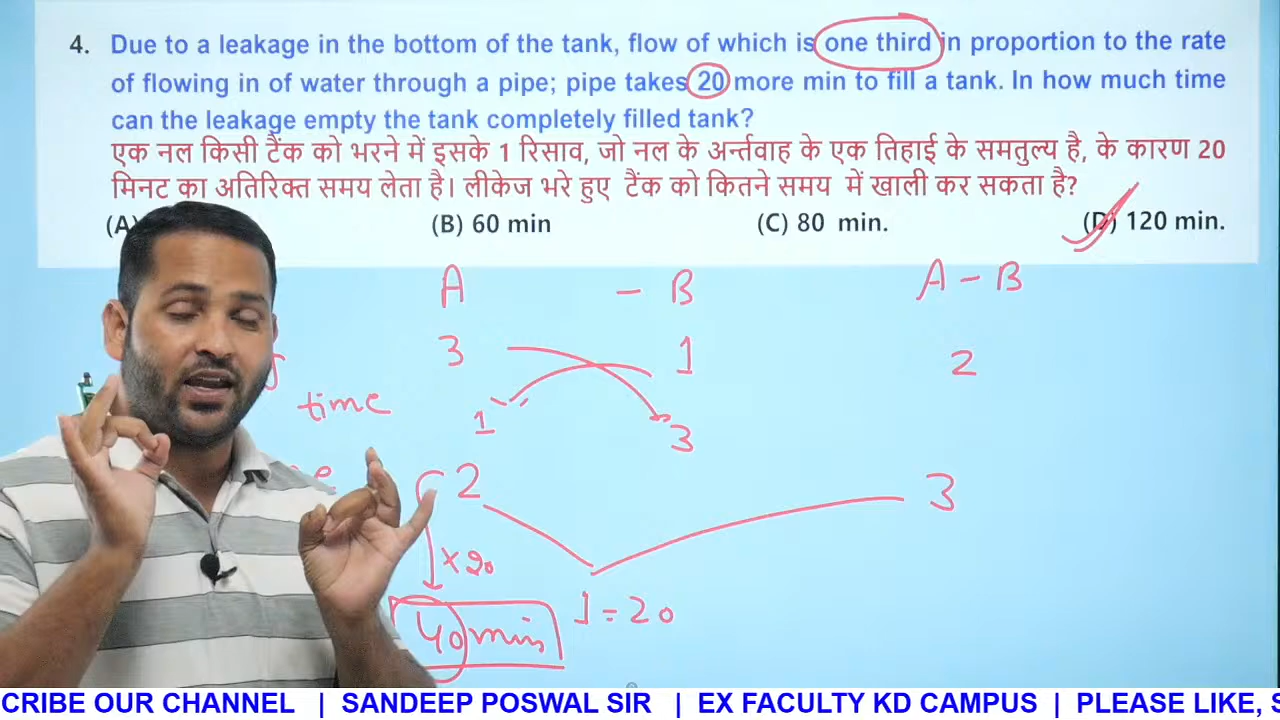 4. Due to a leakage in the bottom of the tank, flow of which is one third in proportion to the rate
of flowing in of water through a pipe; pipe takes 20 more min to fill a tank. In how much time
can the leakage empty the tank completely filled tank?
एक नल किसी टैंक को भरने में इसके 1 रिसाव, जो नल के अर्न्तवाह के एक तिहाई के समतुल्य है, के कारण 20
मिनट का अतिरिक्त समय लेता है। लीकेज भरे हुए टैंक को कितने समय में खाली कर सकता है?
(A) (B) 60 min (C) 80 min. (D) 120 min.
A - B A - B
3 1 2
time
1 3
2 3
×20
40 min 1 = 20
CRIBE OUR CHANNEL | SANDEEP POSWAL SIR | EX FACULTY KD CAMPUS | PLEASE LIKE, S